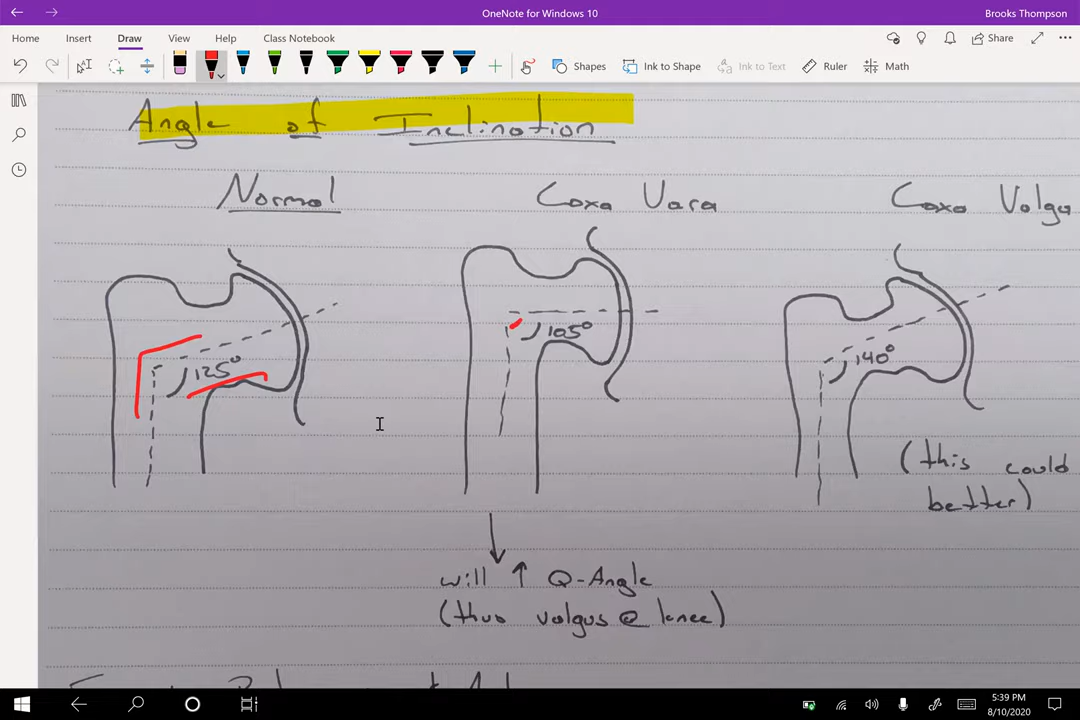 OneNote for Windows 10
Brooks Thompson
Home Insert Draw View Help Class Notebook
Share
Shapes Ink to Shape Ink to Text Ruler Math
Angle of Inclination
Normal Coxa Vara Coxa Valga
125° 105° 140°
(this could
better)
will ↑ Q-Angle
(thus valgus @ knee)
5:39 PM
8/10/2020